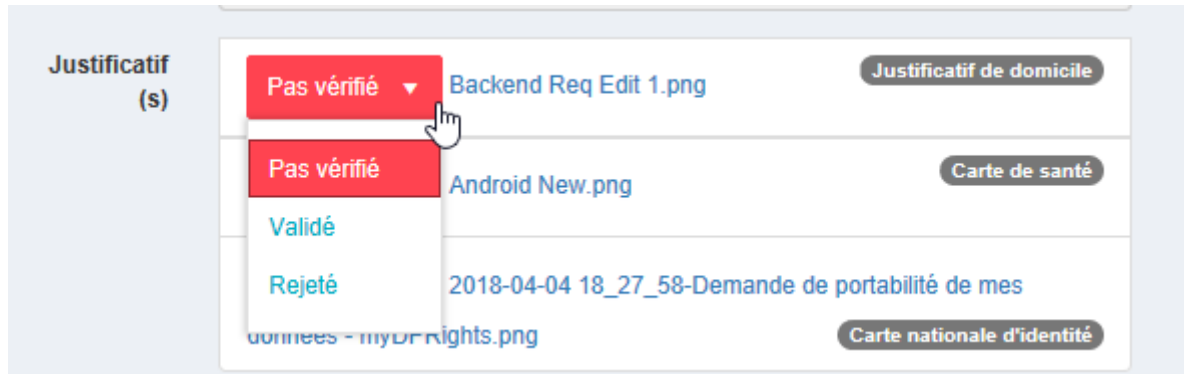 Justificatif
(s)
Pas vérifié
Backend Req Edit 1.png
Justificatif de domicile
Pas vérifié
Android New.png
Carte de santé
Validé
Rejeté
2018-04-04 18_27_58-Demande de portabilité de mes
données - myDPRights.png
Carte nationale d'identité